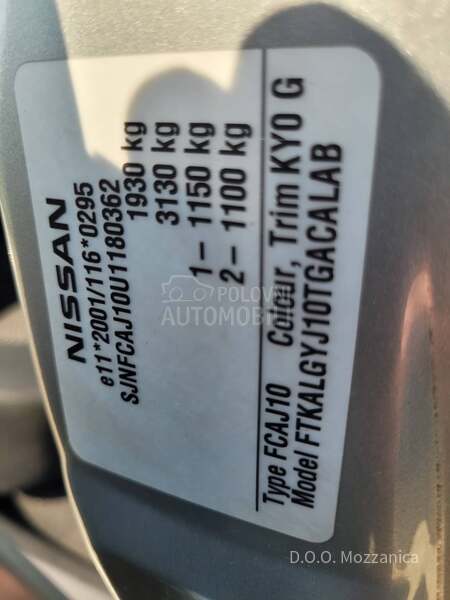 NISSAN
e11*2001/116*0295
SJNFCAJ10U1180362
1930 kg
3130 kg
1– 1150 kg
2– 1100 kg
Type FCAJ10 Colour, Trim KY0 G
Model FTKALGYJ10TGACALAB
POLOVNI
AUTOMOBILI
D.O.O. Mozzanica